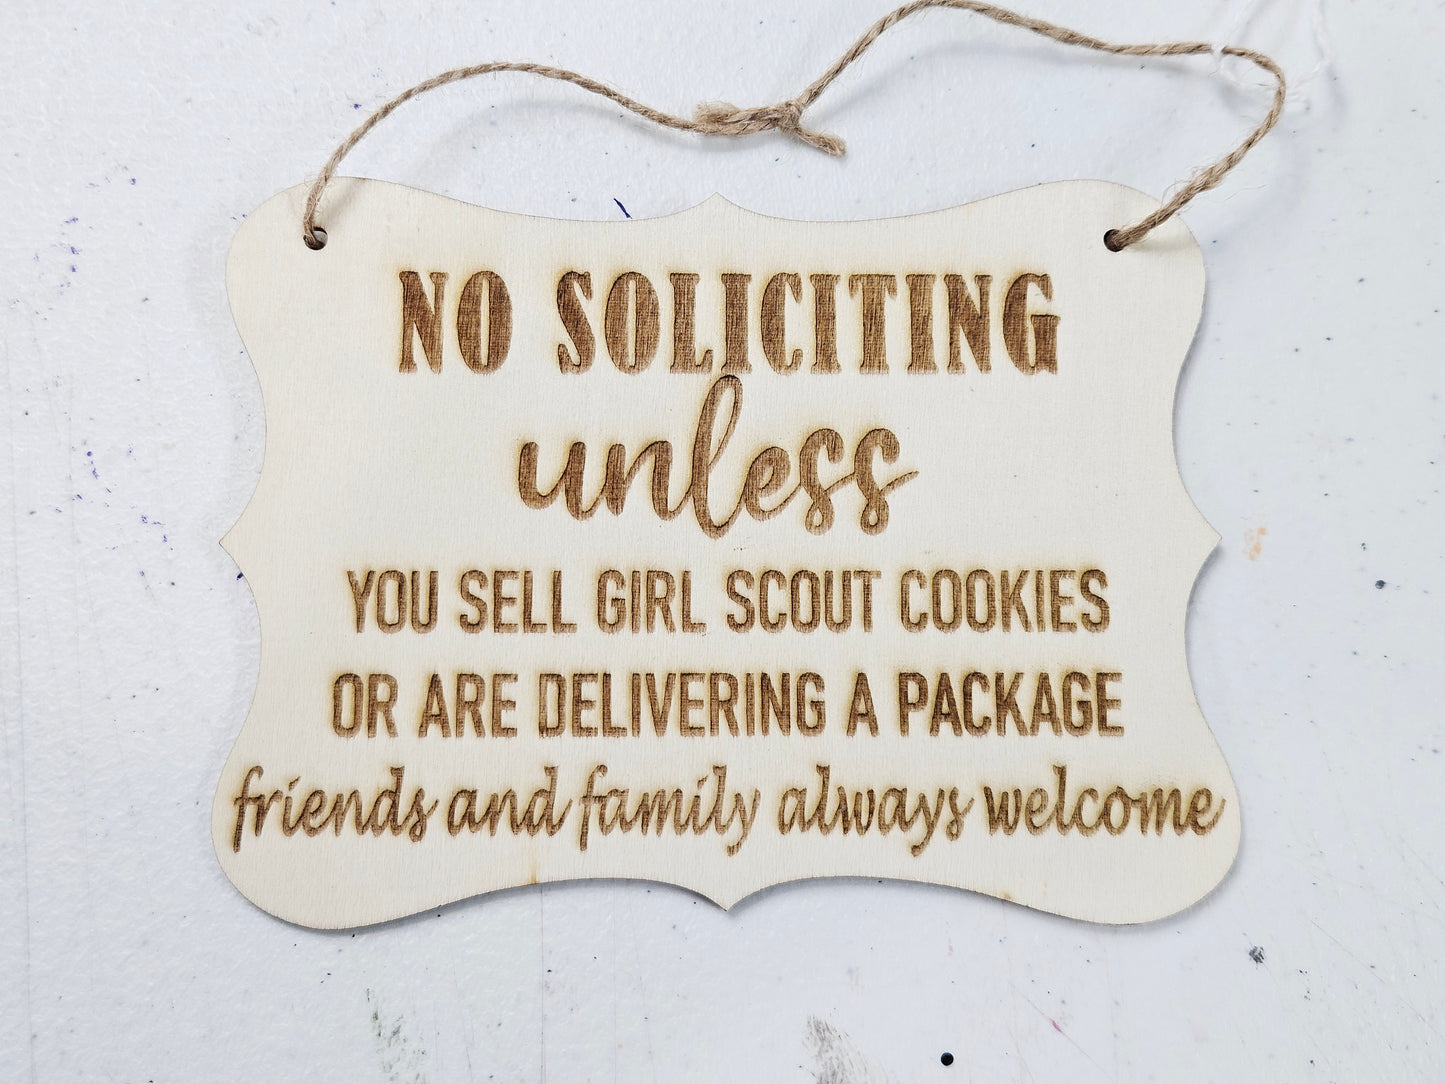 NO SOLICITING
unless
YOU SELL GIRL SCOUT COOKIES
OR ARE DELIVERING A PACKAGE
friends and family always welcome